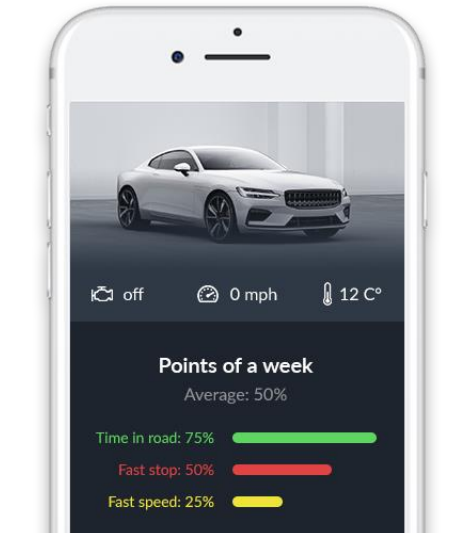 off 0 mph 12 C°
Points of a week
Average: 50%
Time in road: 75%
Fast stop: 50%
Fast speed: 25%